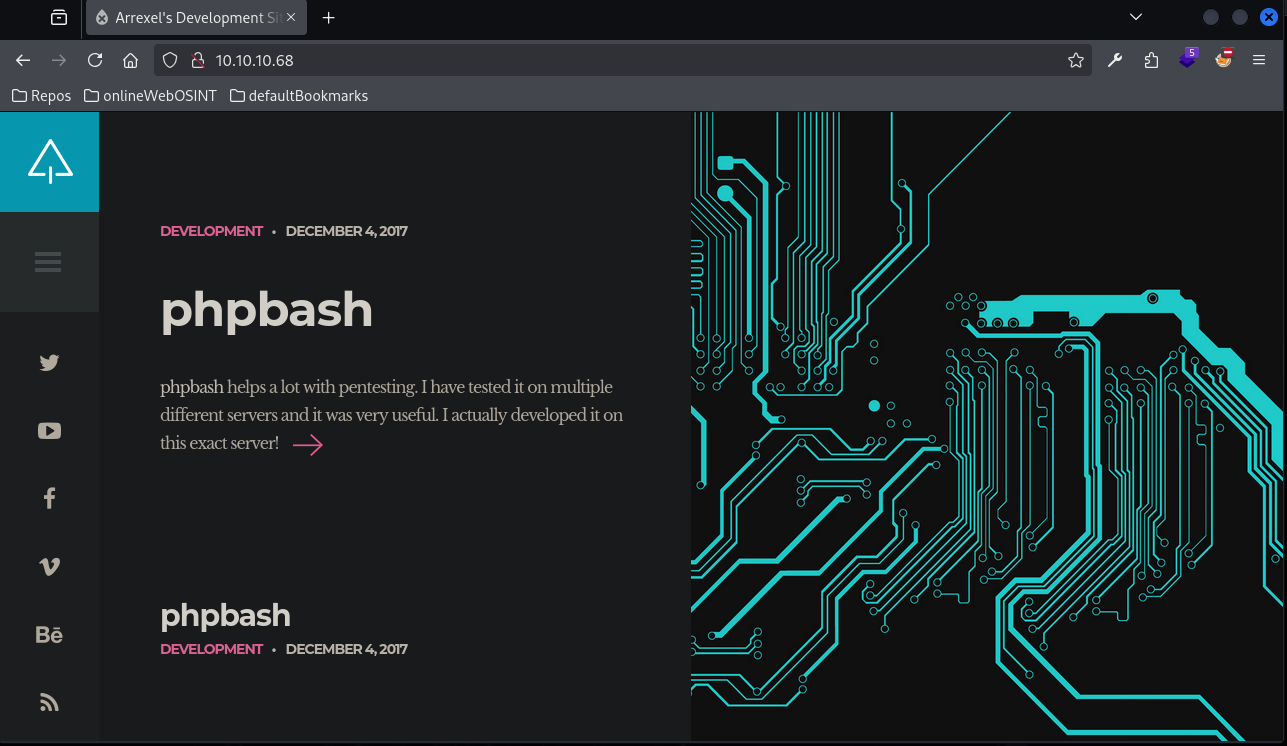 Arrexel's Development Si
10.10.10.68
5
Repos
onlineWebOSINT
defaultBookmarks
DEVELOPMENT • DECEMBER 4, 2017
phpbash
phpbash helps a lot with pentesting. I have tested it on multiple
different servers and it was very useful. I actually developed it on
this exact server!
Bē
phpbash
DEVELOPMENT • DECEMBER 4, 2017